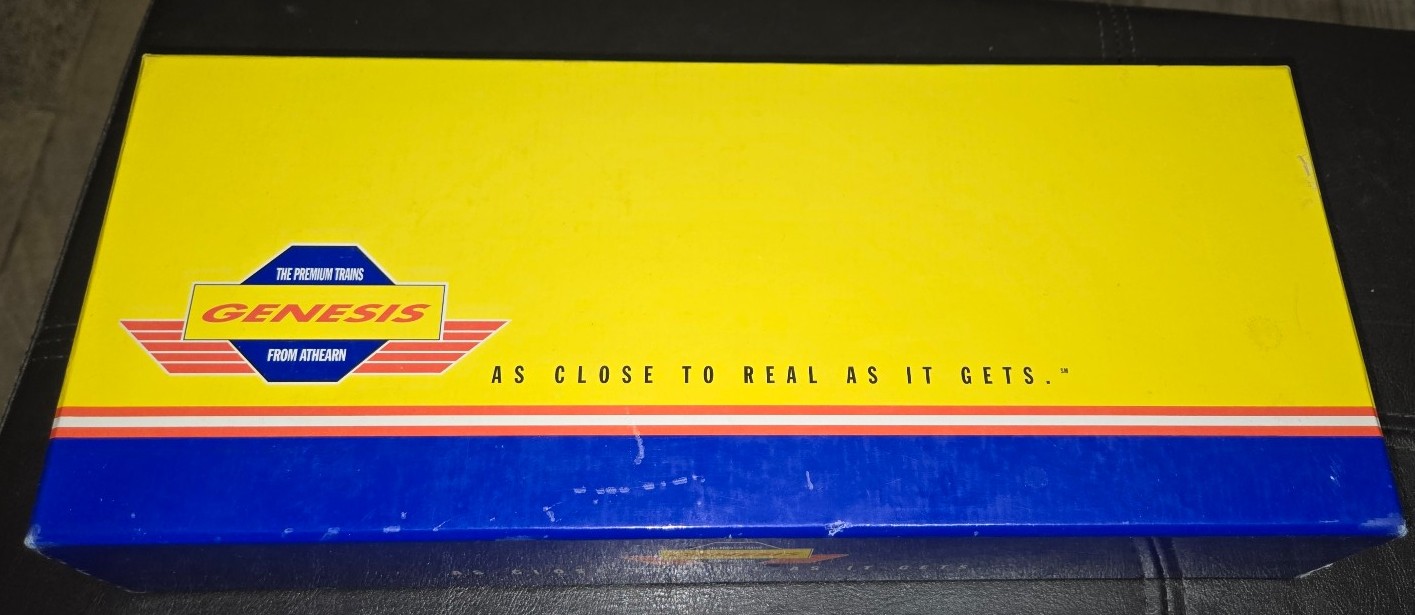 THE PREMIUM TRAINS
GENESIS
FROM ATHEARN
AS CLOSE TO REAL AS IT GETS.℠